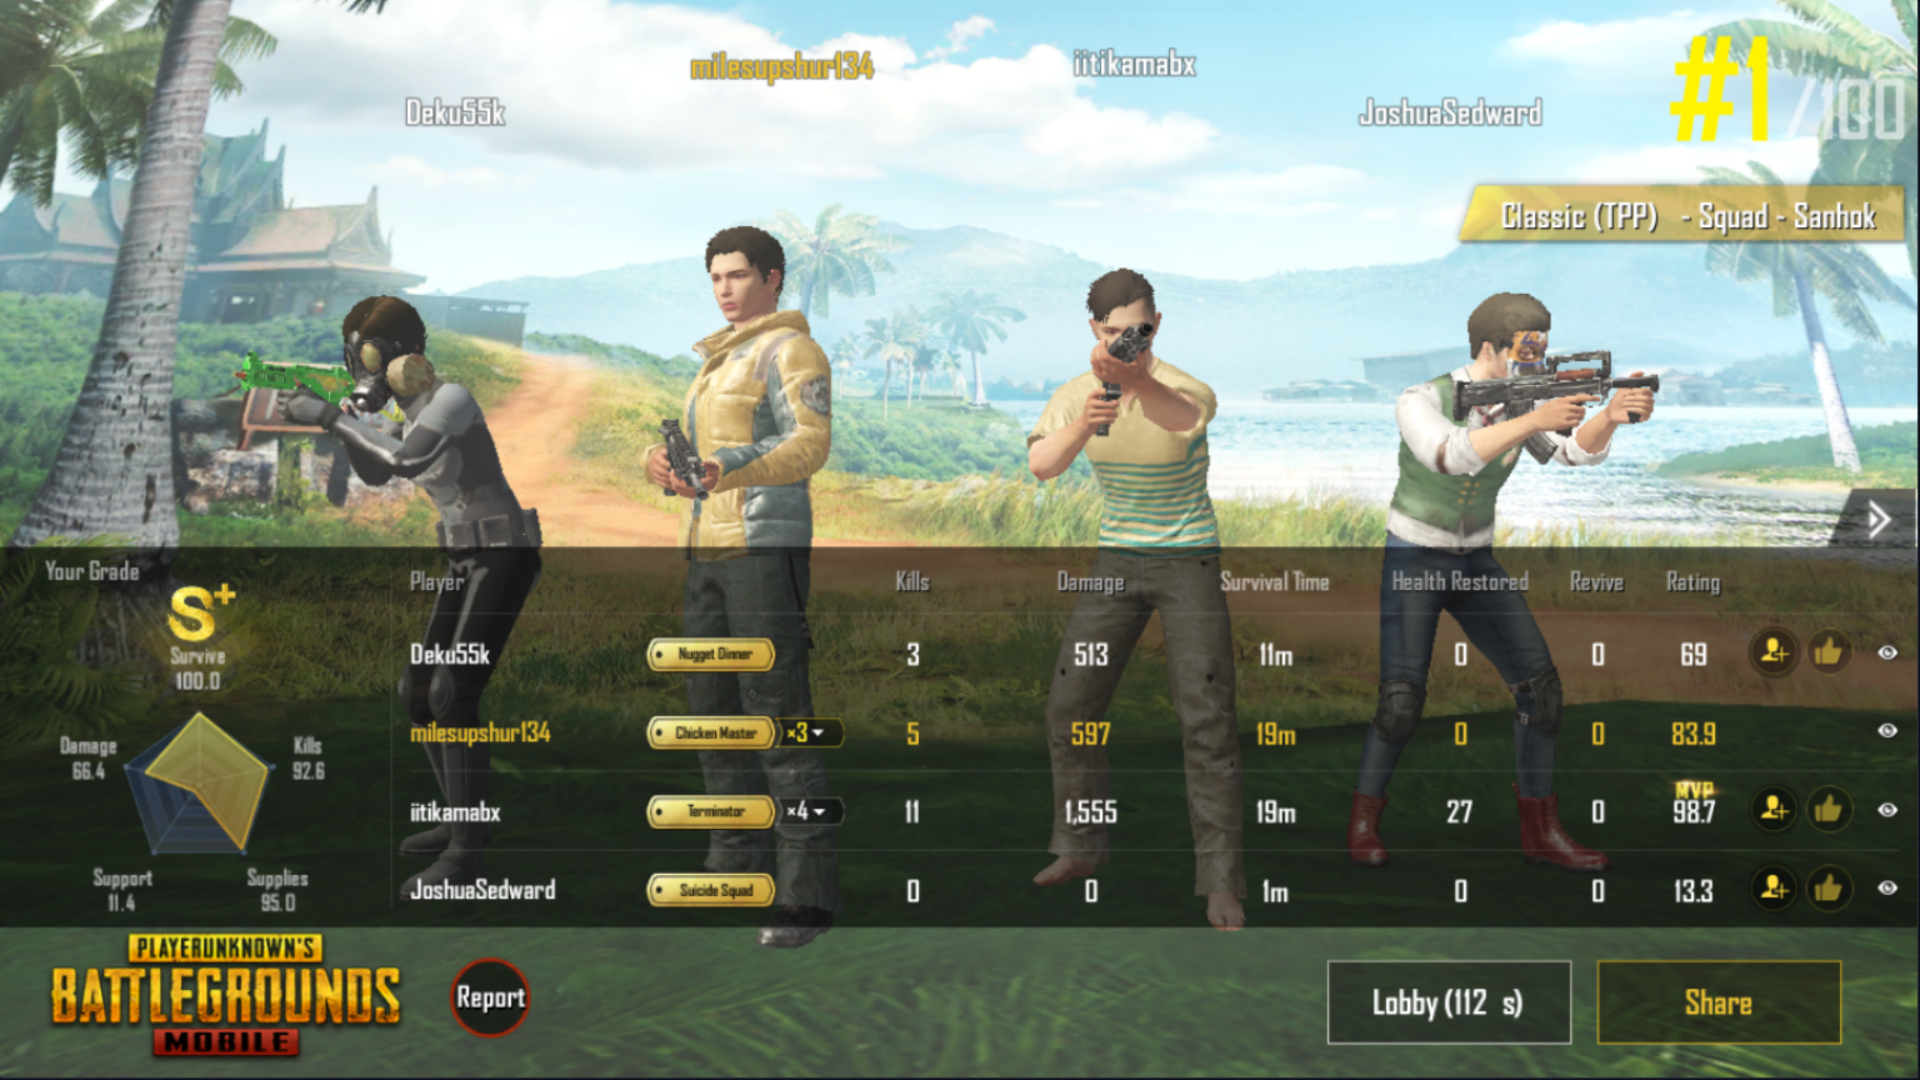 milesupshur134
iitikamabx
Deku55k
JoshuaSedward
#1/100
Classic (TPP) - Squad - Sanhok
Your Grade
S+
Survive
100.0
Damage
66.4
Kills
92.6
Support
11.4
Supplies
95.0
Player Kills Damage Survival Time Health Restored Revive Rating
Deku55k Nugget Dinner 3 513 11m 0 0 69
milesupshur134 Chicken Master ×3 5 597 19m 0 0 83.9
MVP
iitikamabx Terminator ×4 11 1,555 19m 27 0 98.7
JoshuaSedward Suicide Squad 0 0 1m 0 0 13.3
PLAYERUNKNOWN'S
BATTLEGROUNDS
MOBILE
Report
Lobby (112 s)
Share